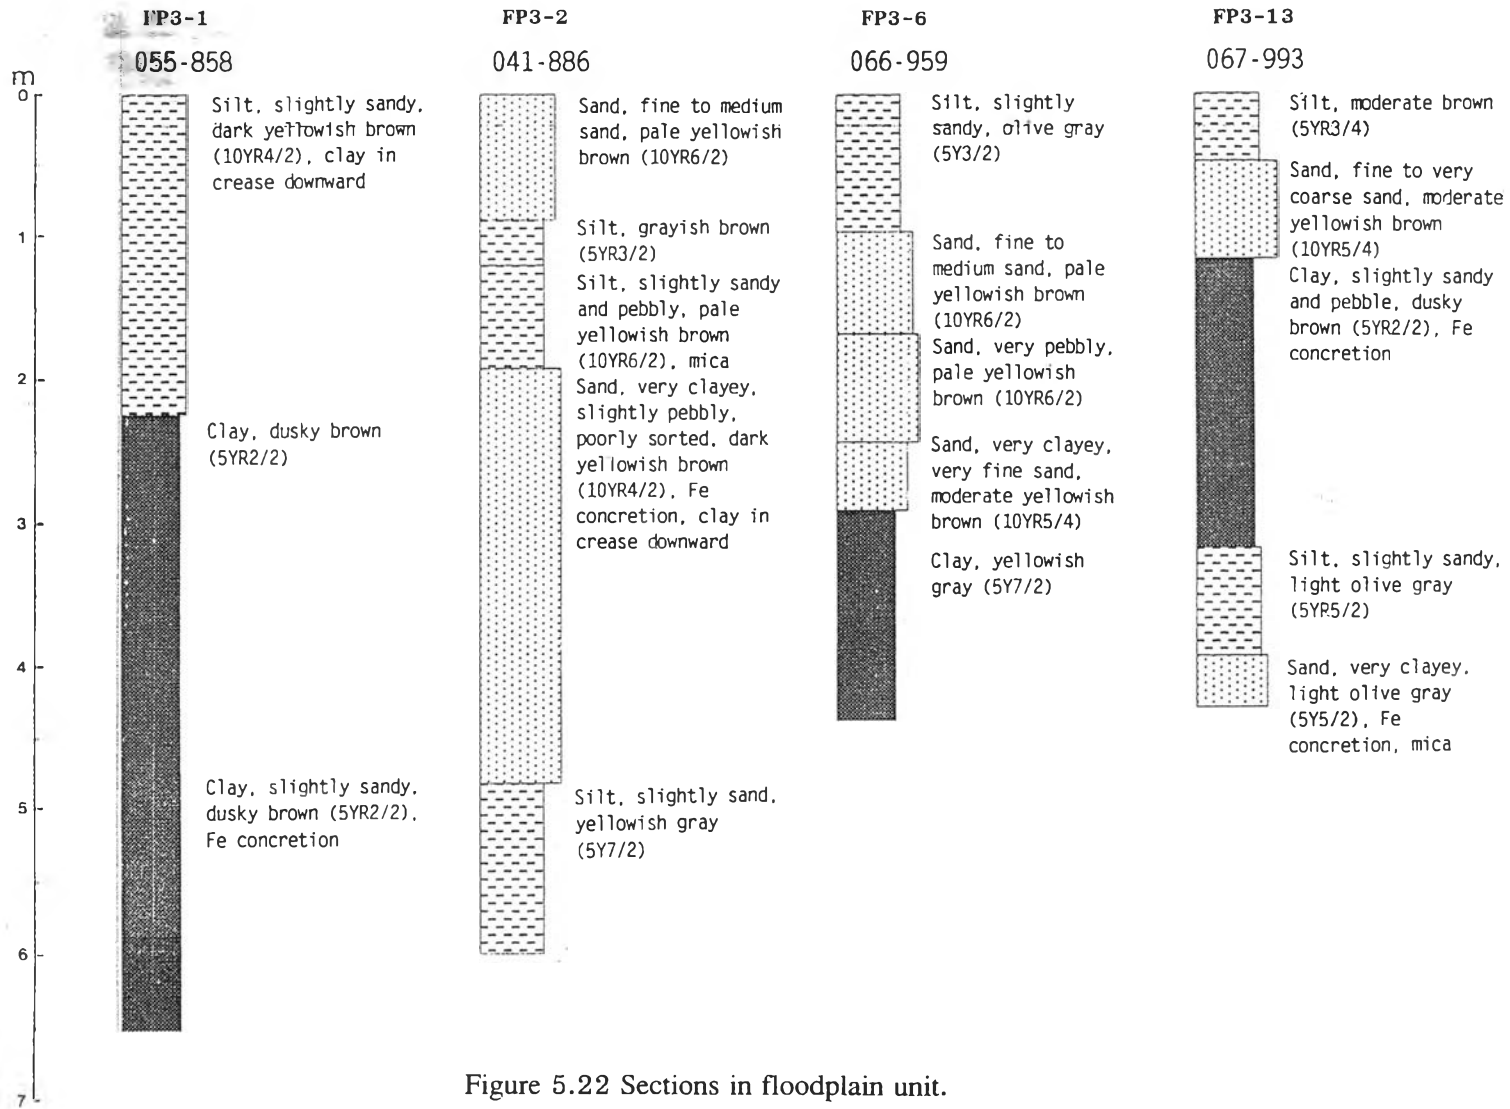 FP3-1
055-858
Silt, slightly sandy,
dark yellowish brown
(10YR4/2), clay in
crease downward
Clay, dusky brown
(5YR2/2)
Clay, slightly sandy,
dusky brown (5YR2/2),
Fe concretion
FP3-2
041-886
Sand, fine to medium
sand, pale yellowish
brown (10YR6/2)
Silt, grayish brown
(5YR3/2)
Silt, slightly sandy
and pebbly, pale
yellowish brown
(10YR6/2), mica
Sand, very clayey,
slightly pebbly,
poorly sorted, dark
yellowish brown
(10YR4/2), Fe
concretion, clay in
crease downward
Silt, slightly sand,
yellowish gray
(5Y7/2)
FP3-6
066-959
Silt, slightly
sandy, olive gray
(5Y3/2)
Sand, fine to
medium sand, pale
yellowish brown
(10YR6/2)
Sand, very pebbly,
pale yellowish
brown (10YR6/2)
Sand, very clayey,
very fine sand,
moderate yellowish
brown (10YR5/4)
Clay, yellowish
gray (5Y7/2)
FP3-13
067-993
Silt, moderate brown
(5YR3/4)
Sand, fine to very
coarse sand, moderate
yellowish brown
(10YR5/4)
Clay, slightly sandy
and pebble, dusky
brown (5YR2/2), Fe
concretion
Silt, slightly sandy,
light olive gray
(5YR5/2)
Sand, very clayey,
light olive gray
(5Y5/2), Fe
concretion, mica
m
0
1
2
3
4
5
6
7
Figure 5.22 Sections in floodplain unit.